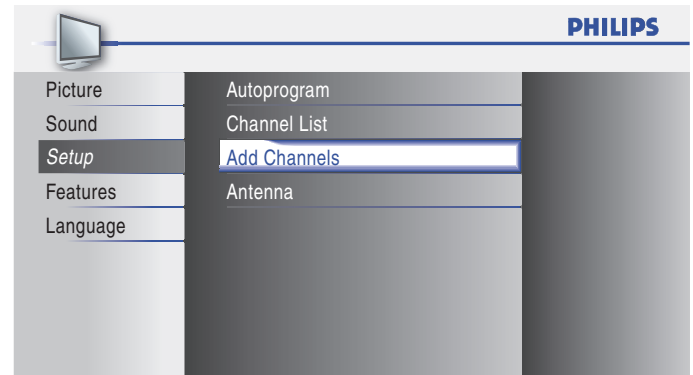 PHILIPS
Picture
Sound
Setup
Features
Language
Autoprogram
Channel List
Add Channels
Antenna